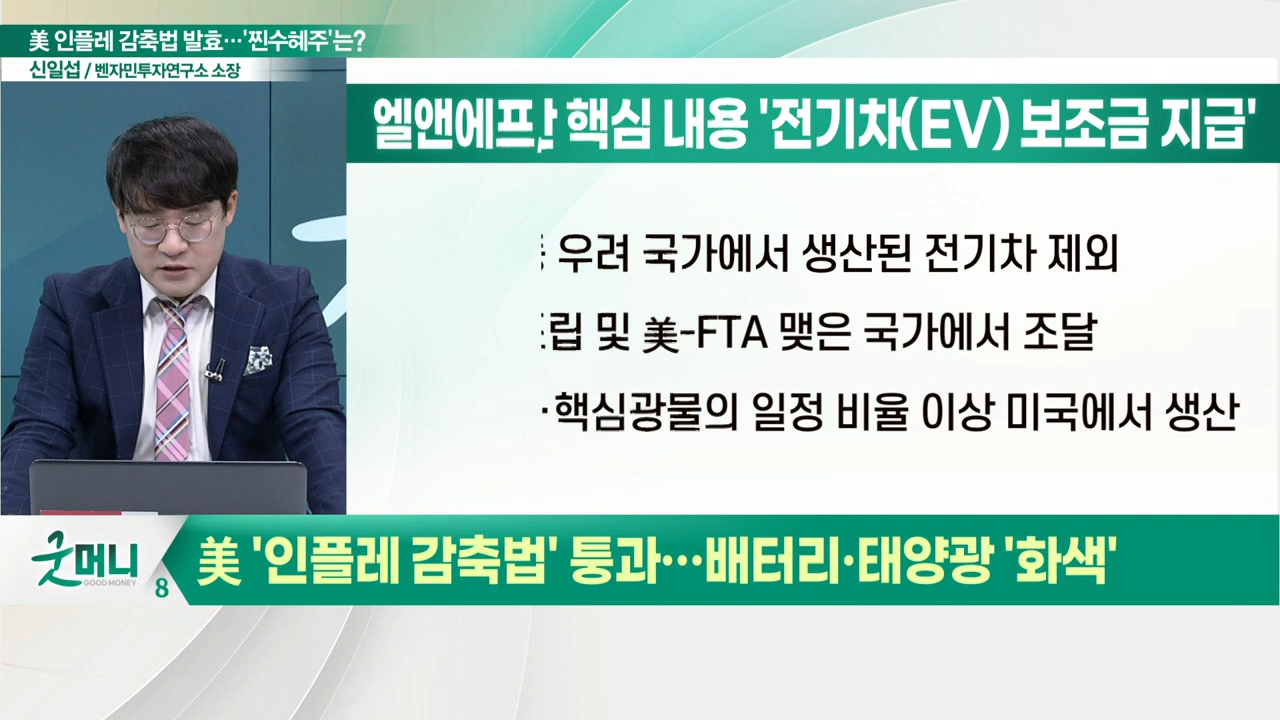 美 인플레 감축법 발효…'찐수혜주'는?
신일섭 / 벤자민투자연구소 소장
엘앤에프 핵심 내용 '전기차(EV) 보조금 지급'
우려 국가에서 생산된 전기차 제외
립 및 美-FTA 맺은 국가에서 조달
·핵심광물의 일정 비율 이상 미국에서 생산
굿머니
GOOD MONEY
8
美 '인플레 감축법' 통과…배터리·태양광 '화색'